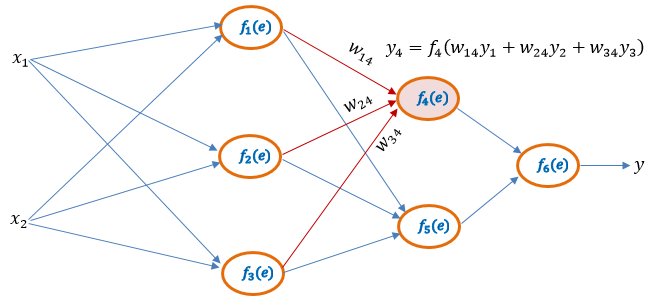 f₁(e)
w₁₄
y₄ = f₄(w₁₄y₁ + w₂₄y₂ + w₃₄y₃)
x₁
w₂₄
f₄(e)
w₃₄
f₂(e)
f₆(e)
y
x₂
f₅(e)
f₃(e)